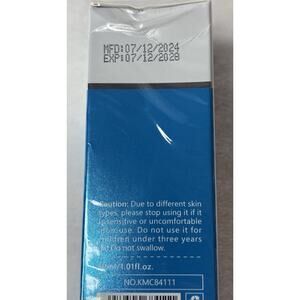 MFD:07/12/2024
EXP:07/12/2028
Caution: Due to different skin
types, please stop using it if it
is sensitive or uncomfortable
use. Do not use it for
children under three years
Do not swallow.
/1.01fl.oz.
NO.KMC84111